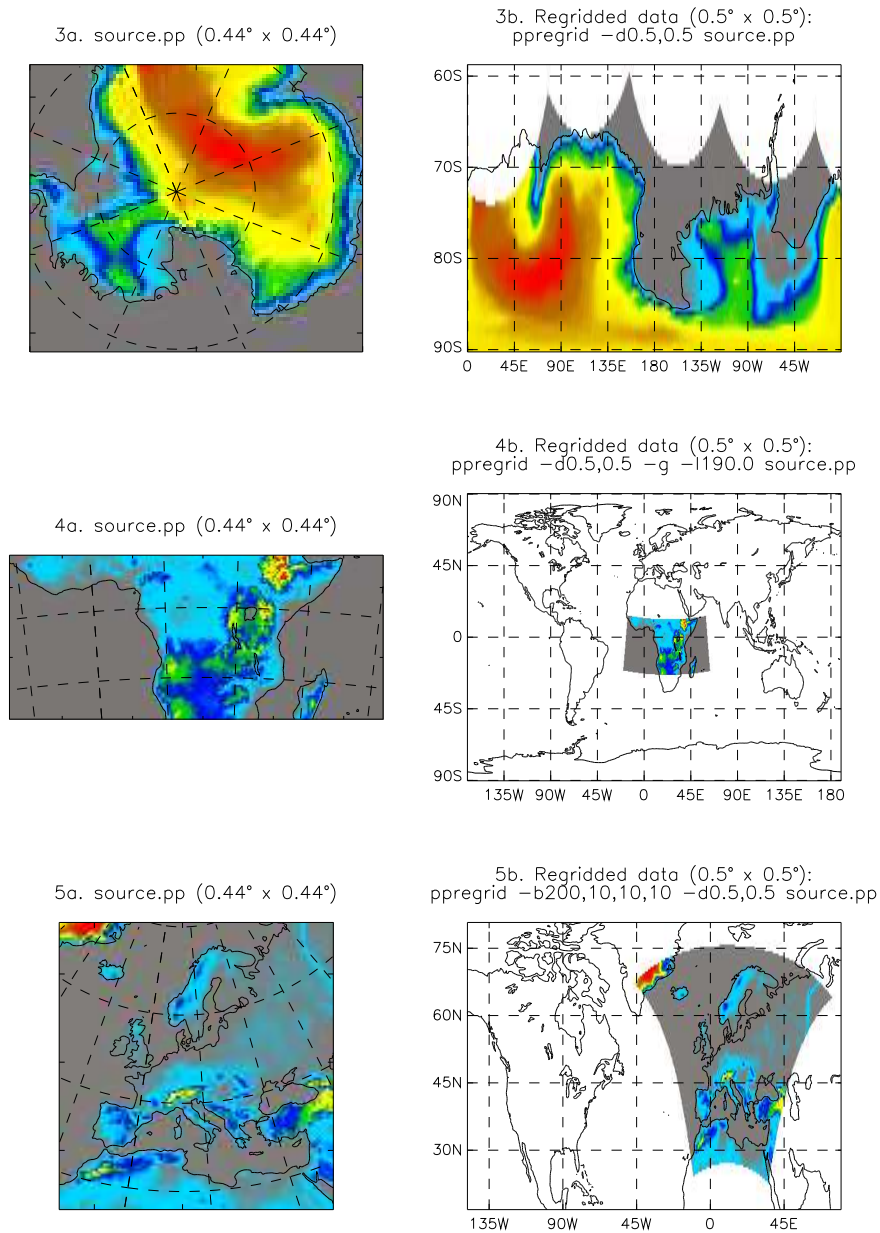 3a. source.pp (0.44° x 0.44°)
3b. Regridded data (0.5° x 0.5°):
ppregrid -d0.5,0.5 source.pp
60S
70S
80S
90S
0 45E 90E 135E 180 135W 90W 45W
4a. source.pp (0.44° x 0.44°)
4b. Regridded data (0.5° x 0.5°):
ppregrid -d0.5,0.5 -g -l190.0 source.pp
90N
45N
0
45S
90S
135W 90W 45W 0 45E 90E 135E 180
5a. source.pp (0.44° x 0.44°)
5b. Regridded data (0.5° x 0.5°):
ppregrid -b200,10,10,10 -d0.5,0.5 source.pp
75N
60N
45N
30N
135W 90W 45W 0 45E